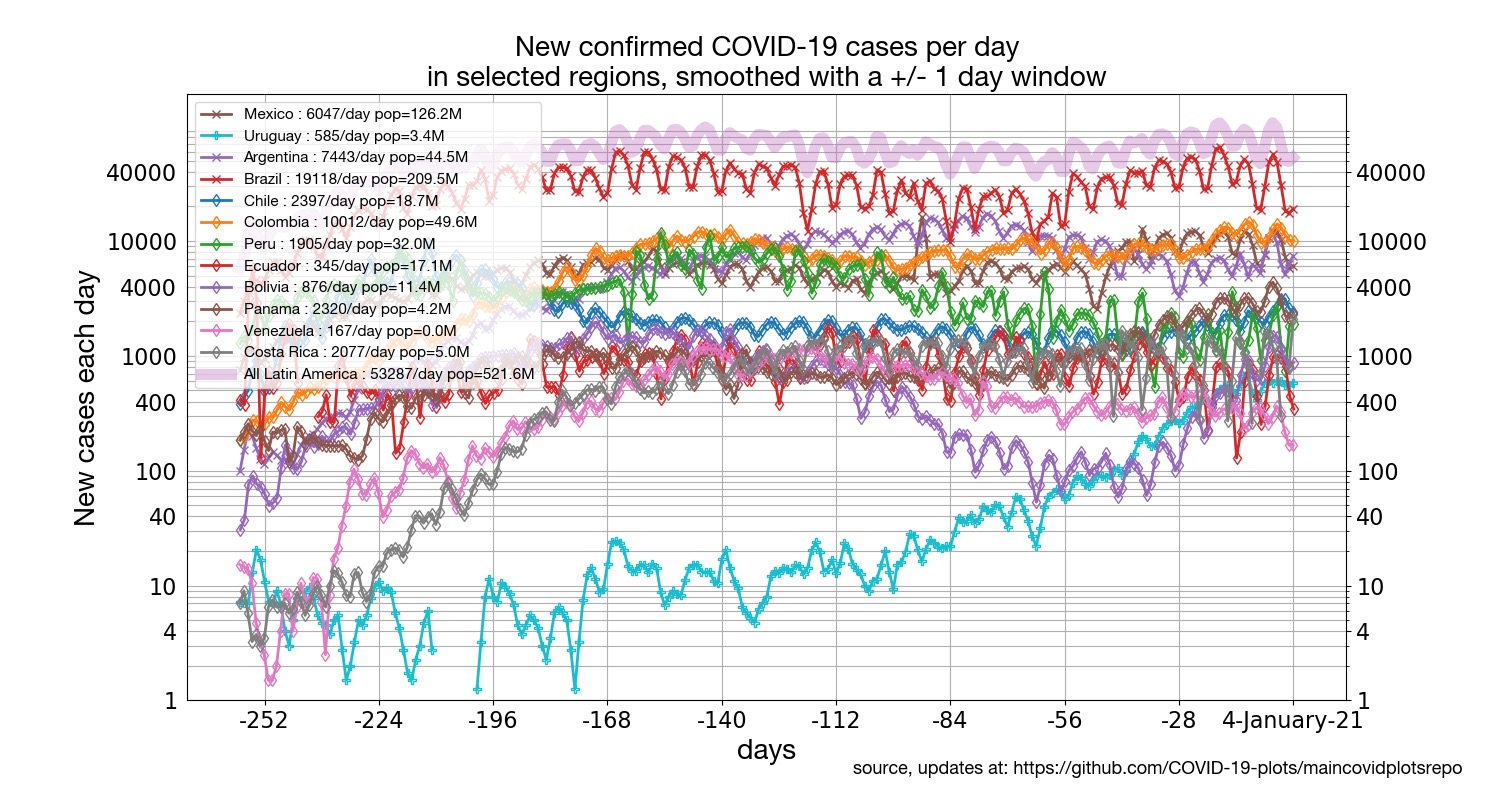 New confirmed COVID-19 cases per day
in selected regions, smoothed with a +/- 1 day window
Mexico : 6047/day pop=126.2M
Uruguay : 585/day pop=3.4M
Argentina : 7443/day pop=44.5M
Brazil : 19118/day pop=209.5M
Chile : 2397/day pop=18.7M
Colombia : 10012/day pop=49.6M
Peru : 1905/day pop=32.0M
Ecuador : 345/day pop=17.1M
Bolivia : 876/day pop=11.4M
Panama : 2320/day pop=4.2M
Venezuela : 167/day pop=0.0M
Costa Rica : 2077/day pop=5.0M
All Latin America : 53287/day pop=521.6M
New cases each day
40000
10000
4000
1000
400
100
40
10
4
1
40000
10000
4000
1000
400
100
40
10
4
1
-252 -224 -196 -168 -140 -112 -84 -56 -28 4-January-21
days
source, updates at: https://github.com/COVID-19-plots/maincovidplotsrepo